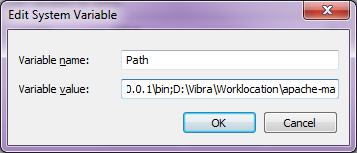 Edit System Variable
Variable name: Path
Variable value: 0.0.1\bin;D:\Vibra\Worklocation\apache-ma
OK Cancel